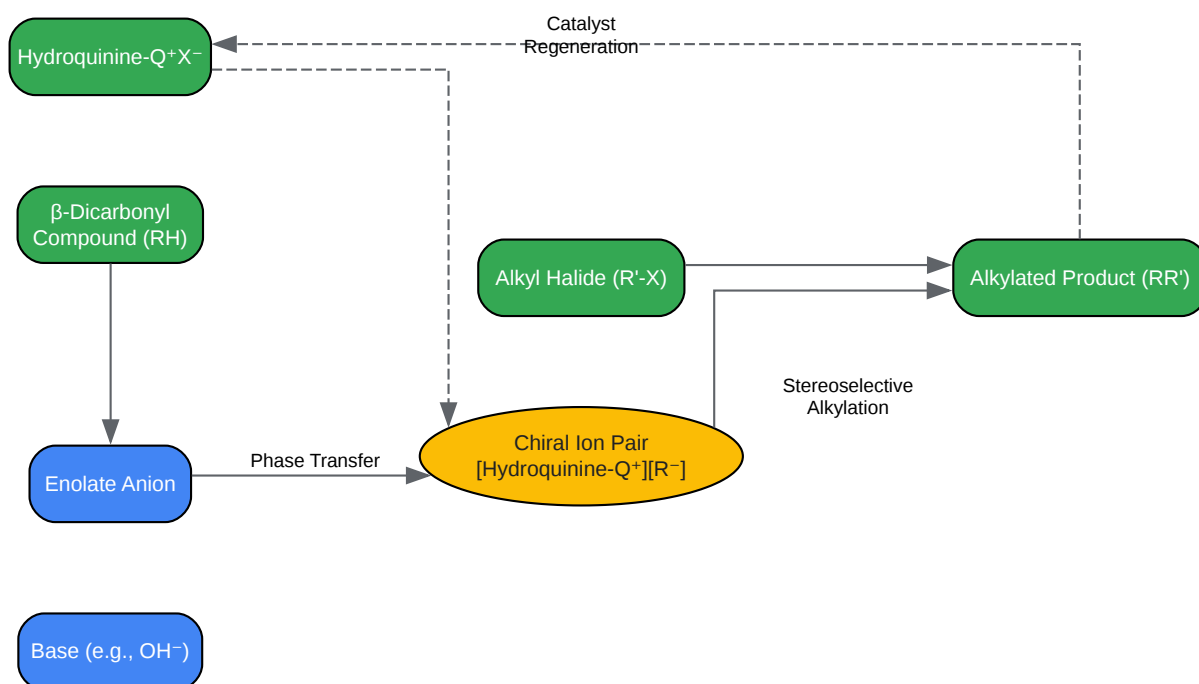 Catalyst
Regeneration
Hydroquinine-Q⁺X⁻
β-Dicarbonyl
Compound (RH)
Alkyl Halide (R'-X)
Alkylated Product (RR')
Stereoselective
Alkylation
Chiral Ion Pair
[Hydroquinine-Q⁺][R⁻]
Phase Transfer
Enolate Anion
Base (e.g., OH⁻)